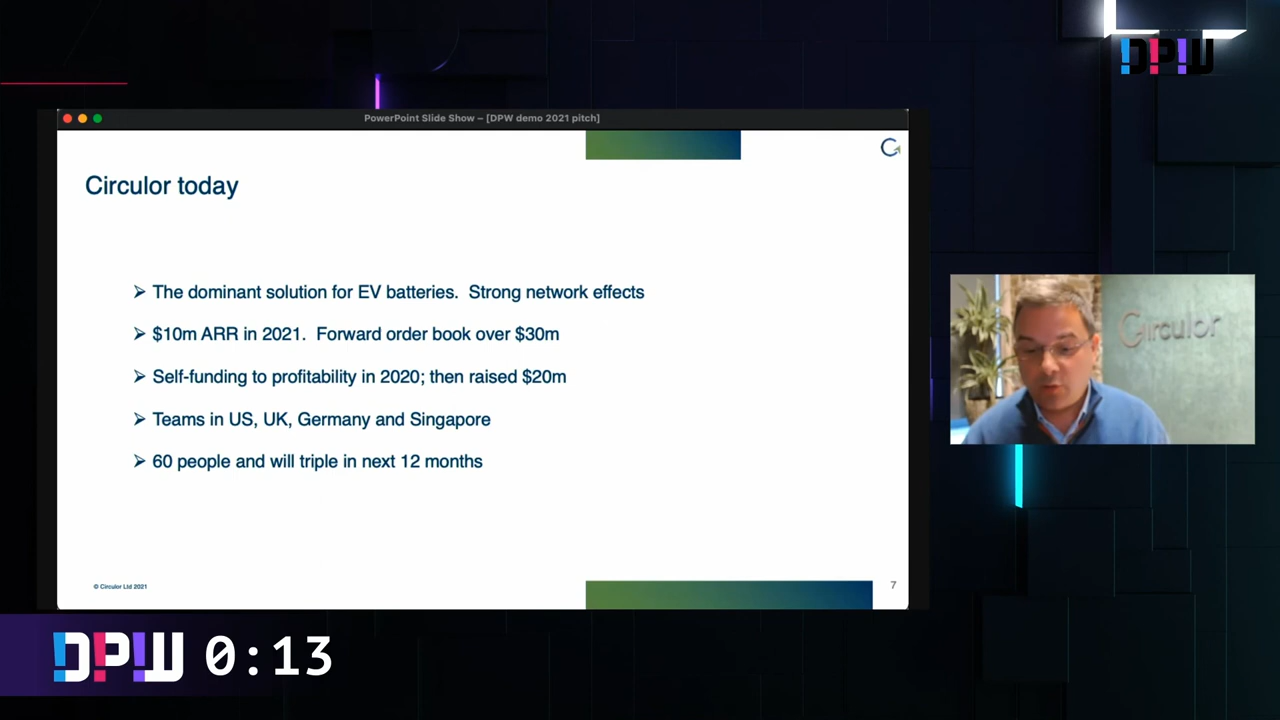 DPW
PowerPoint Slide Show – [DPW demo 2021 pitch]
Circulor today
➢ The dominant solution for EV batteries.  Strong network effects
➢ $10m ARR in 2021.  Forward order book over $30m
➢ Self-funding to profitability in 2020; then raised $20m
➢ Teams in US, UK, Germany and Singapore
➢ 60 people and will triple in next 12 months
© Circulor Ltd 2021
7
Circulor
DPW 0:13